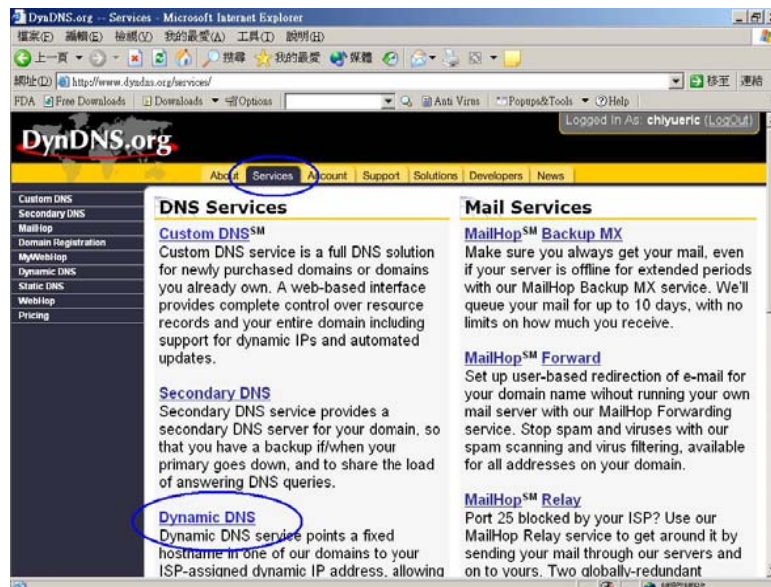 DynDNS.org -- Services - Microsoft Internet Explorer
檔案(F) 編輯(E) 檢視(V) 我的最愛(A) 工具(T) 說明(H)
上一頁 搜尋 我的最愛 媒體
網址(D) http://www.dyndns.org/services/ 移至 連結
FDA Free Downloads Downloads Options Anti Virus Popups&Tools Help
Logged In As: chlyueric (LogOut)
DynDNS.org
About Services Account Support Solutions Developers News
Custom DNS
Secondary DNS
MailHop
Domain Registration
MyWebHop
Dynamic DNS
Static DNS
WebHop
Pricing
DNS Services
Custom DNS℠
Custom DNS service is a full DNS solution
for newly purchased domains or domains
you already own. A web-based interface
provides complete control over resource
records and your entire domain including
support for dynamic IPs and automated
updates.
Secondary DNS
Secondary DNS service provides a
secondary DNS server for your domain, so
that you have a backup if/when your
primary goes down, and to share the load
of answering DNS queries.
Dynamic DNS
Dynamic DNS service points a fixed
hostname in one of our domains to your
ISP-assigned dynamic IP address, allowing
Mail Services
MailHop℠ Backup MX
Make sure you always get your mail, even
if your server is offline for extended periods
with our MailHop Backup MX service. We'll
queue your mail for up to 10 days, with no
limits on how much you receive.
MailHop℠ Forward
Set up user-based redirection of e-mail for
your domain name wihout running your own
mail server with our MailHop Forwarding
service. Stop spam and viruses with our
spam scanning and virus filtering, available
for all addresses on your domain.
MailHop℠ Relay
Port 25 blocked by your ISP? Use our
MailHop Relay service to get around it by
sending your mail through our servers and
on to yours. Two globally-redundant